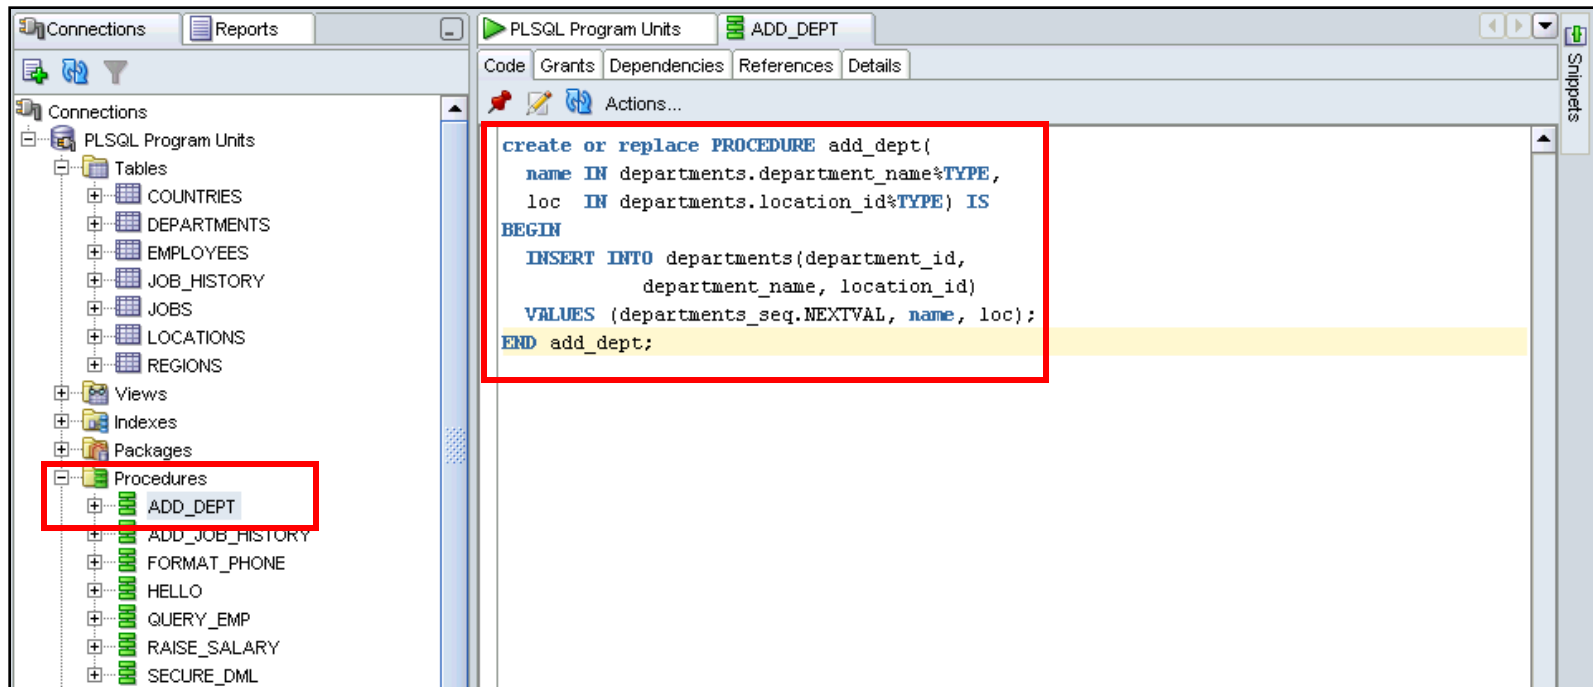 Connections
Reports
Connections
PLSQL Program Units
Tables
COUNTRIES
DEPARTMENTS
EMPLOYEES
JOB_HISTORY
JOBS
LOCATIONS
REGIONS
Views
Indexes
Packages
Procedures
ADD_DEPT
ADD_JOB_HISTORY
FORMAT_PHONE
HELLO
QUERY_EMP
RAISE_SALARY
SECURE_DML
PLSQL Program Units
ADD_DEPT
Code Grants Dependencies References Details
Actions...
create or replace PROCEDURE add_dept(
  name IN departments.department_name%TYPE,
  loc  IN departments.location_id%TYPE) IS
BEGIN
  INSERT INTO departments(department_id,
            department_name, location_id)
  VALUES (departments_seq.NEXTVAL, name, loc);
END add_dept;
Snippets